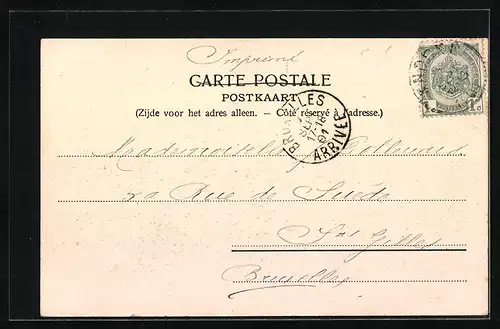 Imprimé
CARTE POSTALE
POSTKAART
(Zijde voor het adres alleen. — Côté réservé à l'adresse.)
BRUXELLES
ARRIVEE
1c 1c
Mademoiselle
Rue de Suède
St Gilles
Bruxelles